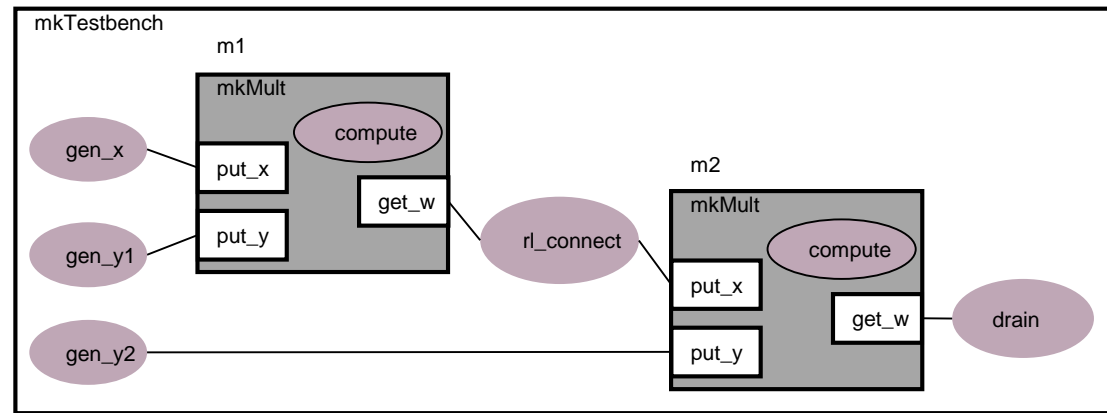 mkTestbench
m1
mkMult
compute
gen_x
put_x
get_w
gen_y1
put_y
m2
mkMult
compute
rl_connect
put_x
get_w
drain
gen_y2
put_y